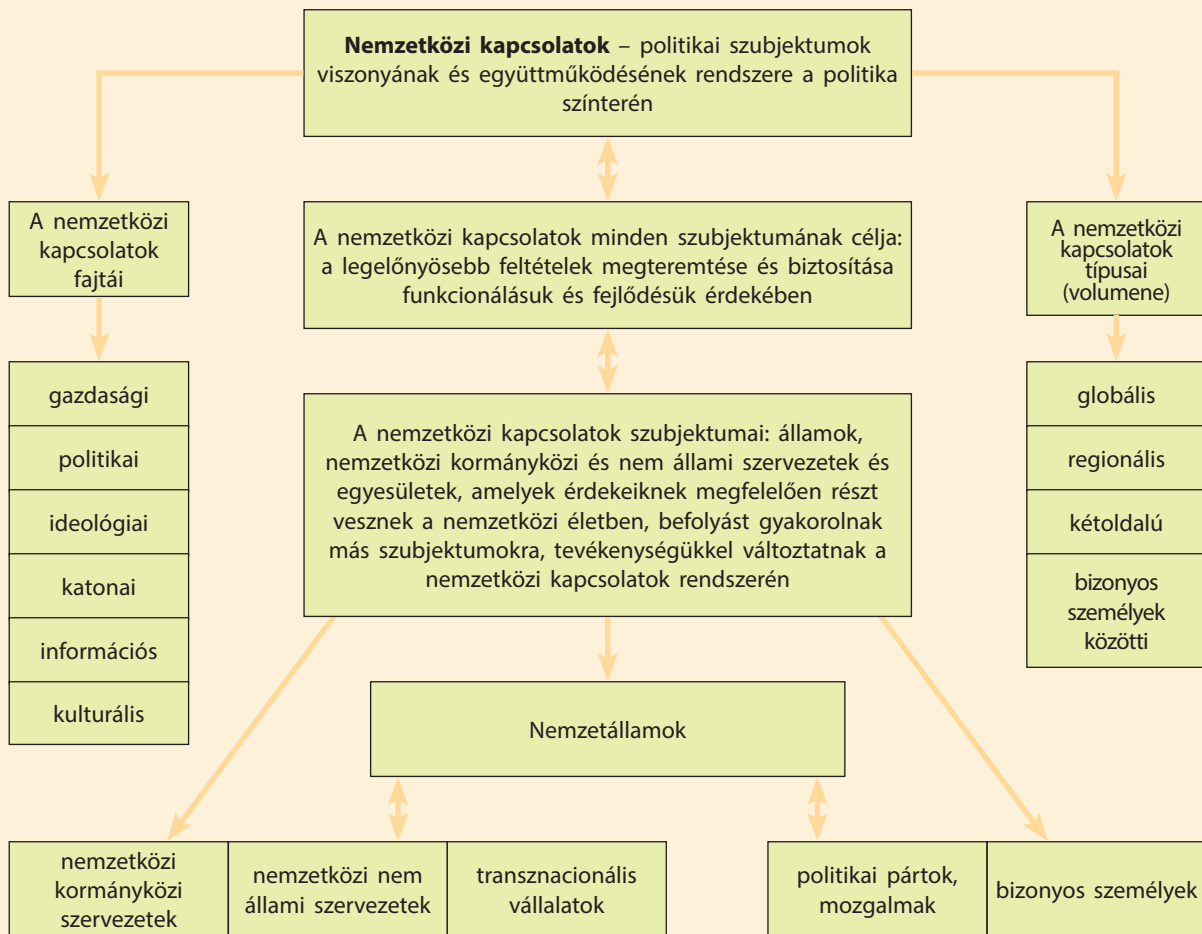 Nemzetközi kapcsolatok – politikai szubjektumok
viszonyának és együttműködésének rendszere a politika
színterén
A nemzetközi
kapcsolatok
fajtái
gazdasági
politikai
ideológiai
katonai
információs
kulturális
A nemzetközi kapcsolatok minden szubjektumának célja:
a legelőnyösebb feltételek megteremtése és biztosítása
funkcionálásuk és fejlődésük érdekében
A nemzetközi kapcsolatok szubjektumai: államok,
nemzetközi kormányközi és nem állami szervezetek és
egyesületek, amelyek érdekeiknek megfelelően részt
vesznek a nemzetközi életben, befolyást gyakorolnak
más szubjektumokra, tevékenységükkel változtatnak a
nemzetközi kapcsolatok rendszerén
A nemzetközi
kapcsolatok
típusai
(volumene)
globális
regionális
kétoldalú
bizonyos
személyek
közötti
Nemzetállamok
nemzetközi
kormányközi
szervezetek
nemzetközi nem
állami szervezetek
transznacionális
vállalatok
politikai pártok,
mozgalmak
bizonyos személyek